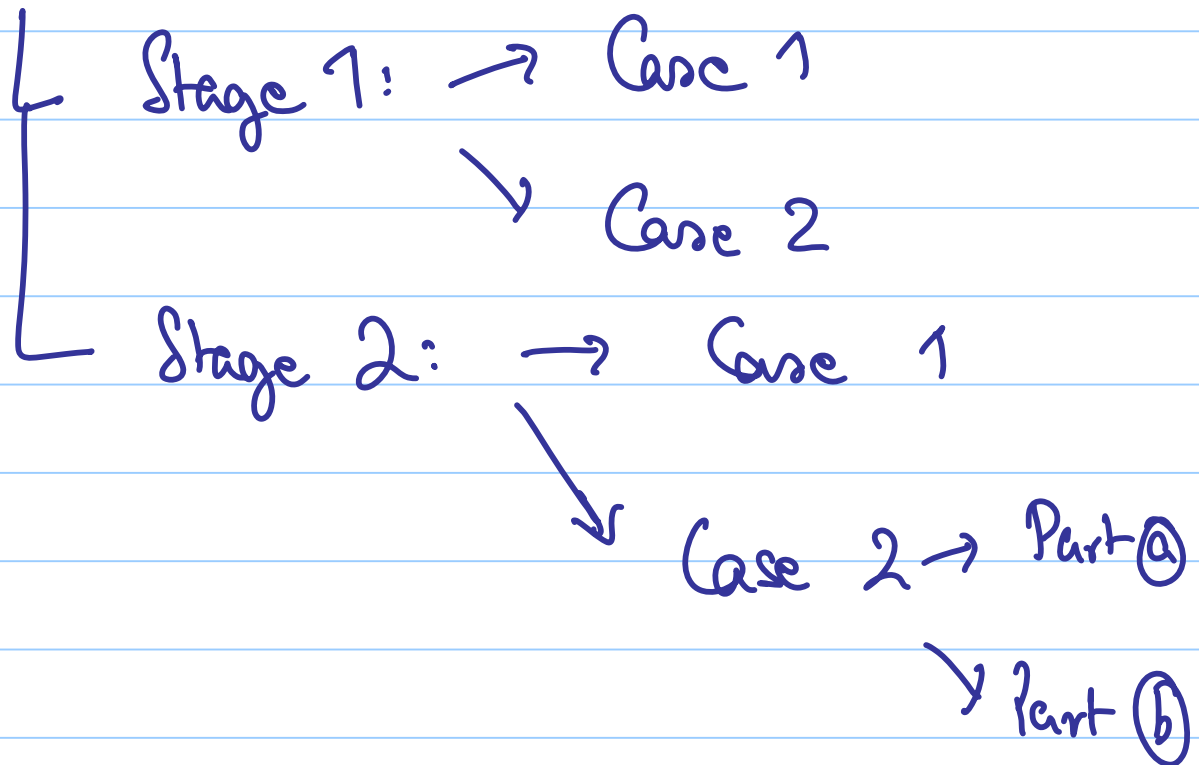 Stage 1: → Case 1
↘ Case 2
Stage 2: → Case 1
↘ Case 2 → Part ⓐ
↘ Part ⓑ